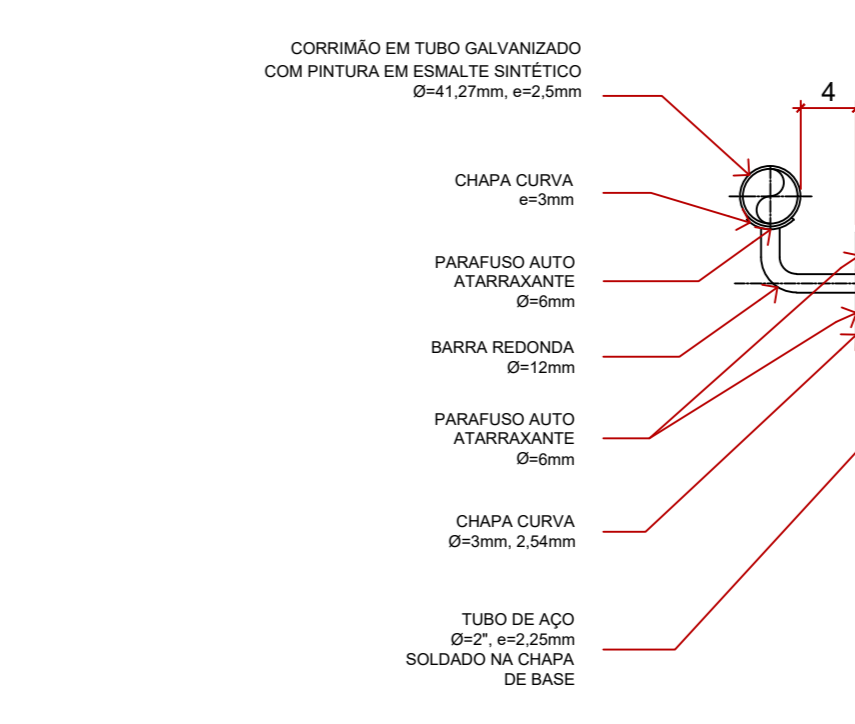 CORRIMÃO EM TUBO GALVANIZADO
COM PINTURA EM ESMALTE SINTÉTICO
Ø=41,27mm, e=2,5mm
4
CHAPA CURVA
e=3mm
PARAFUSO AUTO
ATARRAXANTE
Ø=6mm
BARRA REDONDA
Ø=12mm
PARAFUSO AUTO
ATARRAXANTE
Ø=6mm
CHAPA CURVA
Ø=3mm, 2,54mm
TUBO DE AÇO
Ø=2", e=2,25mm
SOLDADO NA CHAPA
DE BASE